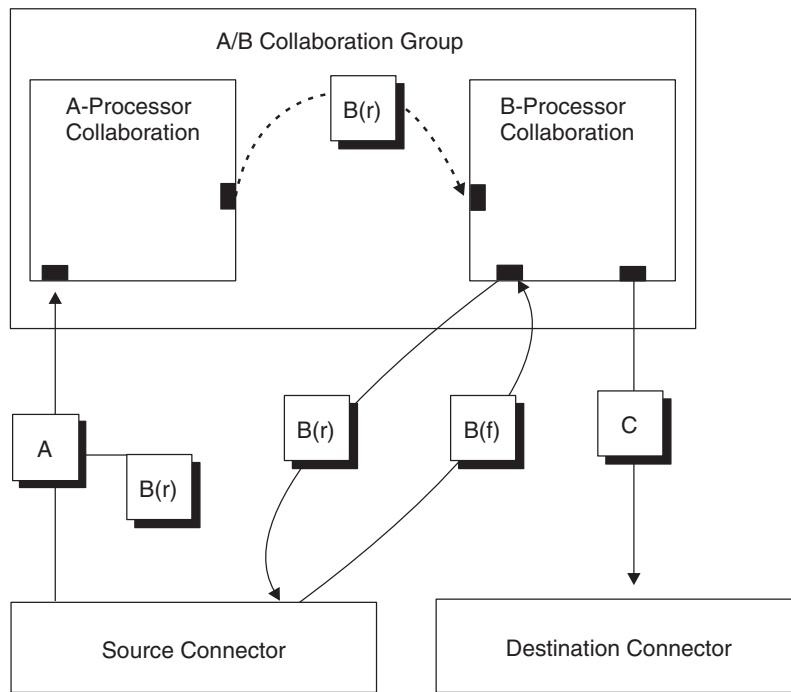 A/B Collaboration Group
A-Processor
Collaboration
B(r)
B-Processor
Collaboration
A
B(r)
B(r)
B(f)
C
Source Connector
Destination Connector